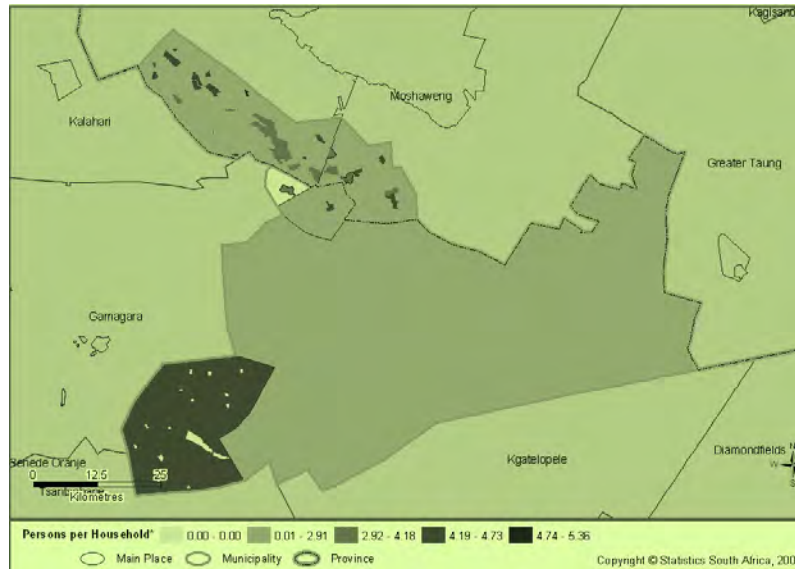 Kagisano
Moshaweng
Kalahari
Greater Taung
Gamagara
Kgatelopele
Diamondfields
N
W
S
Benede Oranje
0 12.5 25
Kilometres
Persons per Household* 0.00 - 0.00 0.01 - 2.91 2.92 - 4.18 4.19 - 4.73 4.74 - 5.36
Main Place Municipality Province Copyright © Statistics South Africa, 200